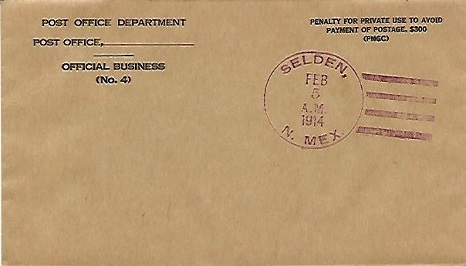 POST OFFICE DEPARTMENT
POST OFFICE,
OFFICIAL BUSINESS
(No. 4)
PENALTY FOR PRIVATE USE TO AVOID
PAYMENT OF POSTAGE, $300
(PMGC)
SELDEN,
FEB
5
A.M.
1914
N. MEX.